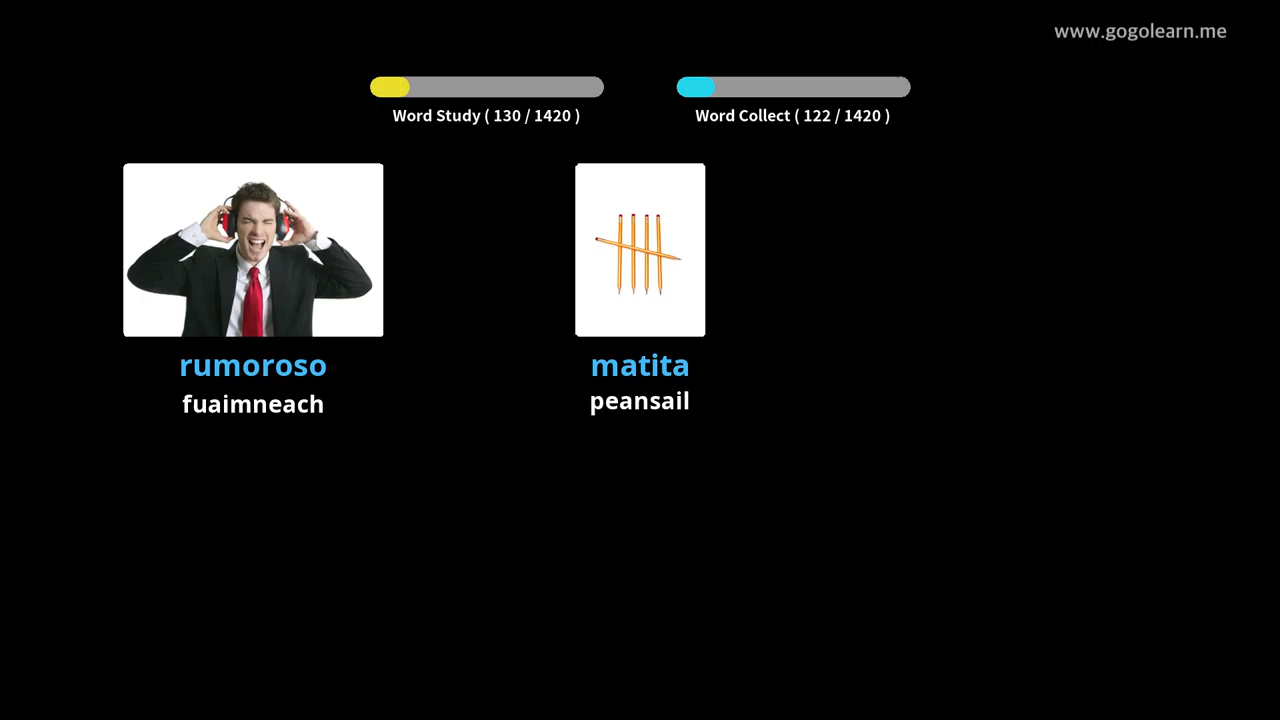 www.gogolearn.me
Word Study ( 130 / 1420 )
Word Collect ( 122 / 1420 )
rumoroso
fuaimneach
matita
peansail